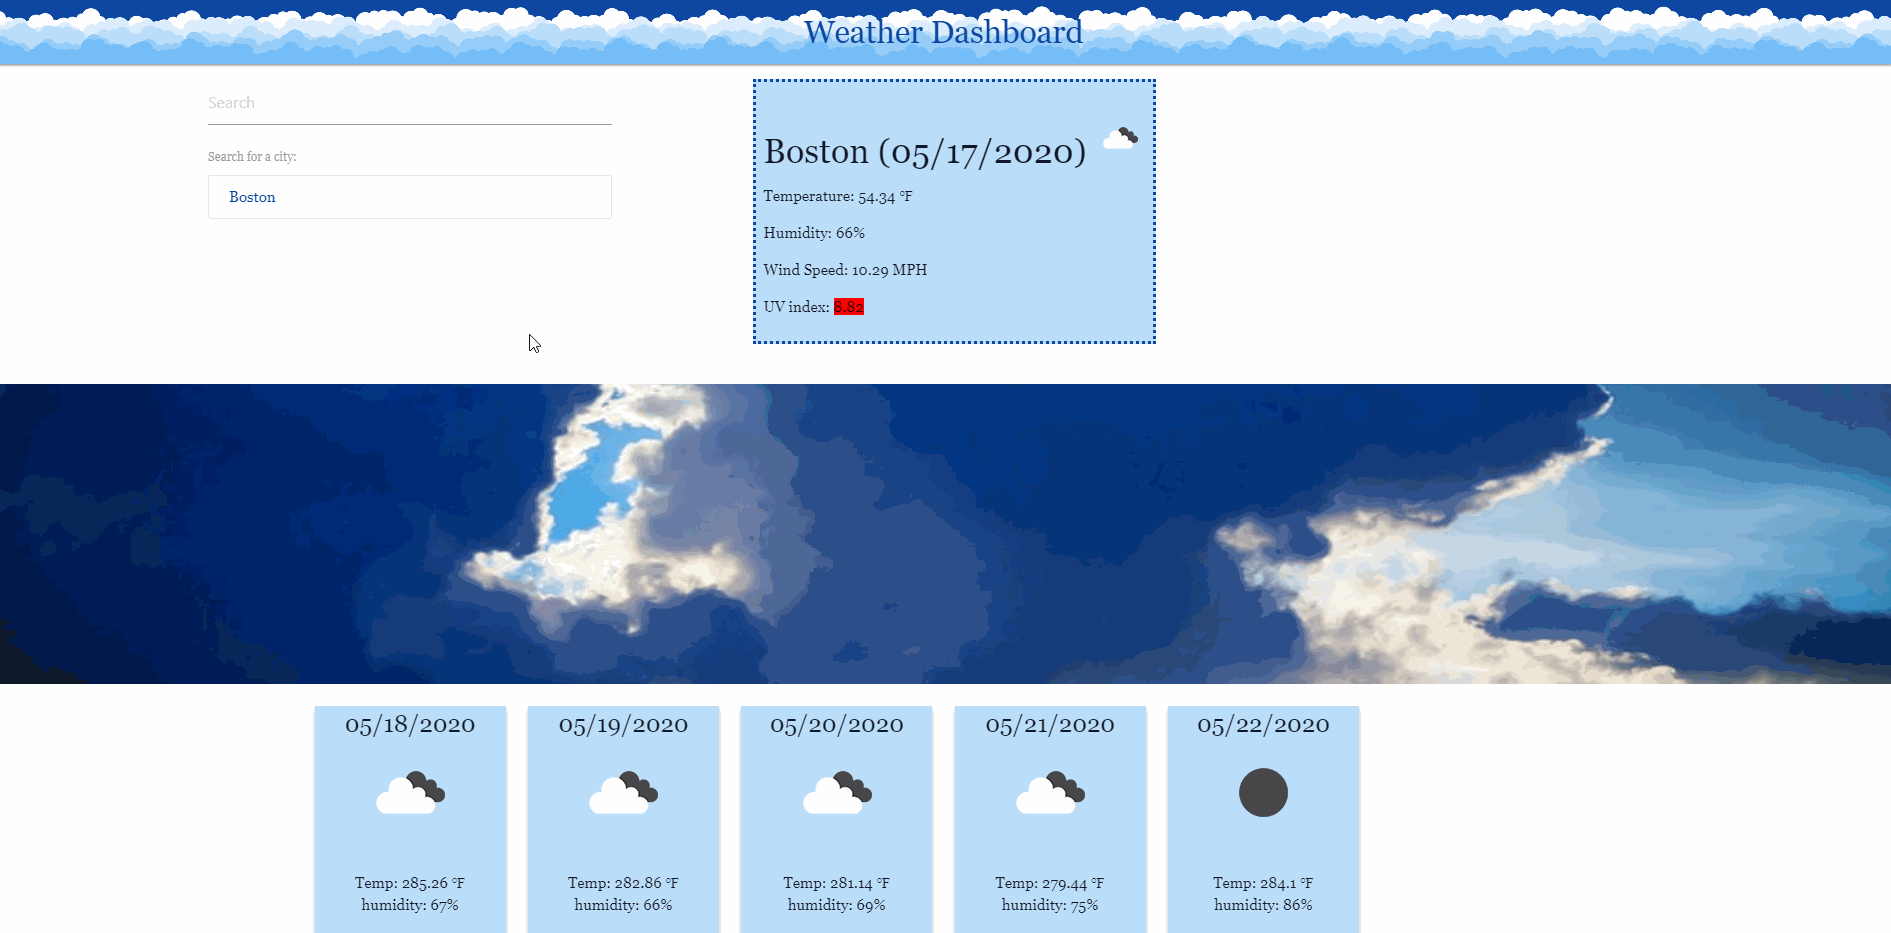 Weather Dashboard
Search
Search for a city:
Boston
Boston (05/17/2020)
Temperature: 54.34 °F
Humidity: 66%
Wind Speed: 10.29 MPH
UV index: 8.82
05/18/2020
Temp: 285.26 °F
humidity: 67%
05/19/2020
Temp: 282.86 °F
humidity: 66%
05/20/2020
Temp: 281.14 °F
humidity: 69%
05/21/2020
Temp: 279.44 °F
humidity: 75%
05/22/2020
Temp: 284.1 °F
humidity: 86%